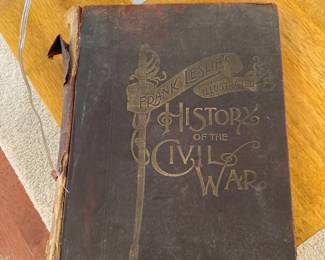 FRANK LESLIE'S
ILLUSTRATED
HISTORY
OF THE
CIVIL
WAR